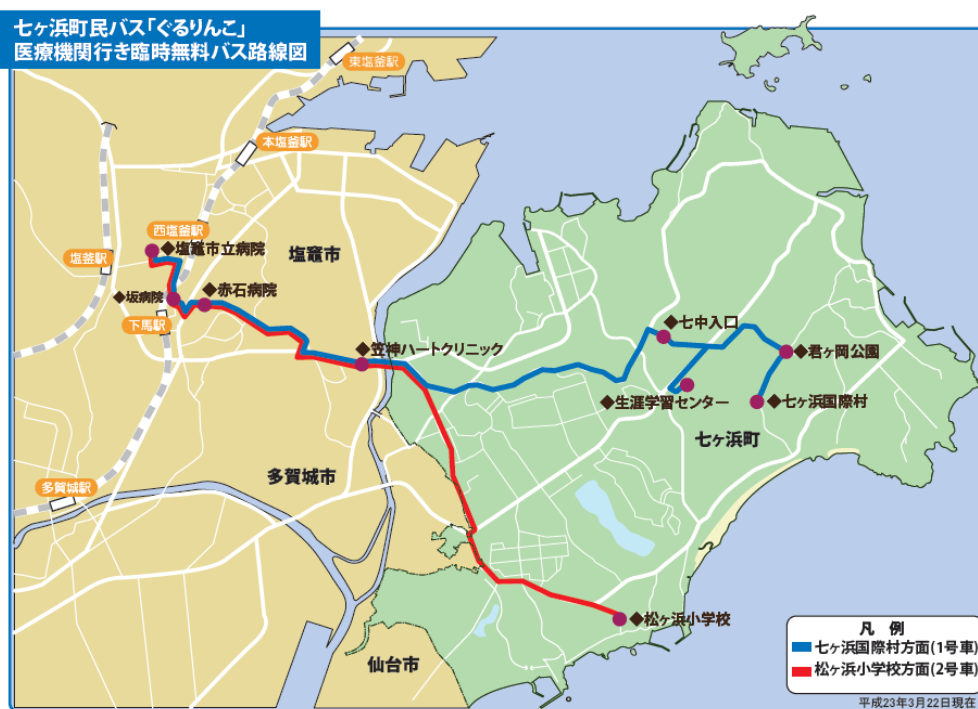 七ヶ浜町民バス「ぐるりんこ」
医療機関行き臨時無料バス路線図
東塩釜駅
本塩釜駅
西塩釜駅
◆塩竈市立病院
塩竈市
塩釜駅
◆赤石病院
◆坂病院
下馬駅
◆七中入口
◆笠神ハートクリニック
◆君ヶ岡公園
◆生涯学習センター
◆七ヶ浜国際村
七ヶ浜町
多賀城市
多賀城駅
◆松ヶ浜小学校
仙台市
凡 例
七ヶ浜国際村方面(1号車)
松ヶ浜小学校方面(2号車)
平成23年3月22日現在